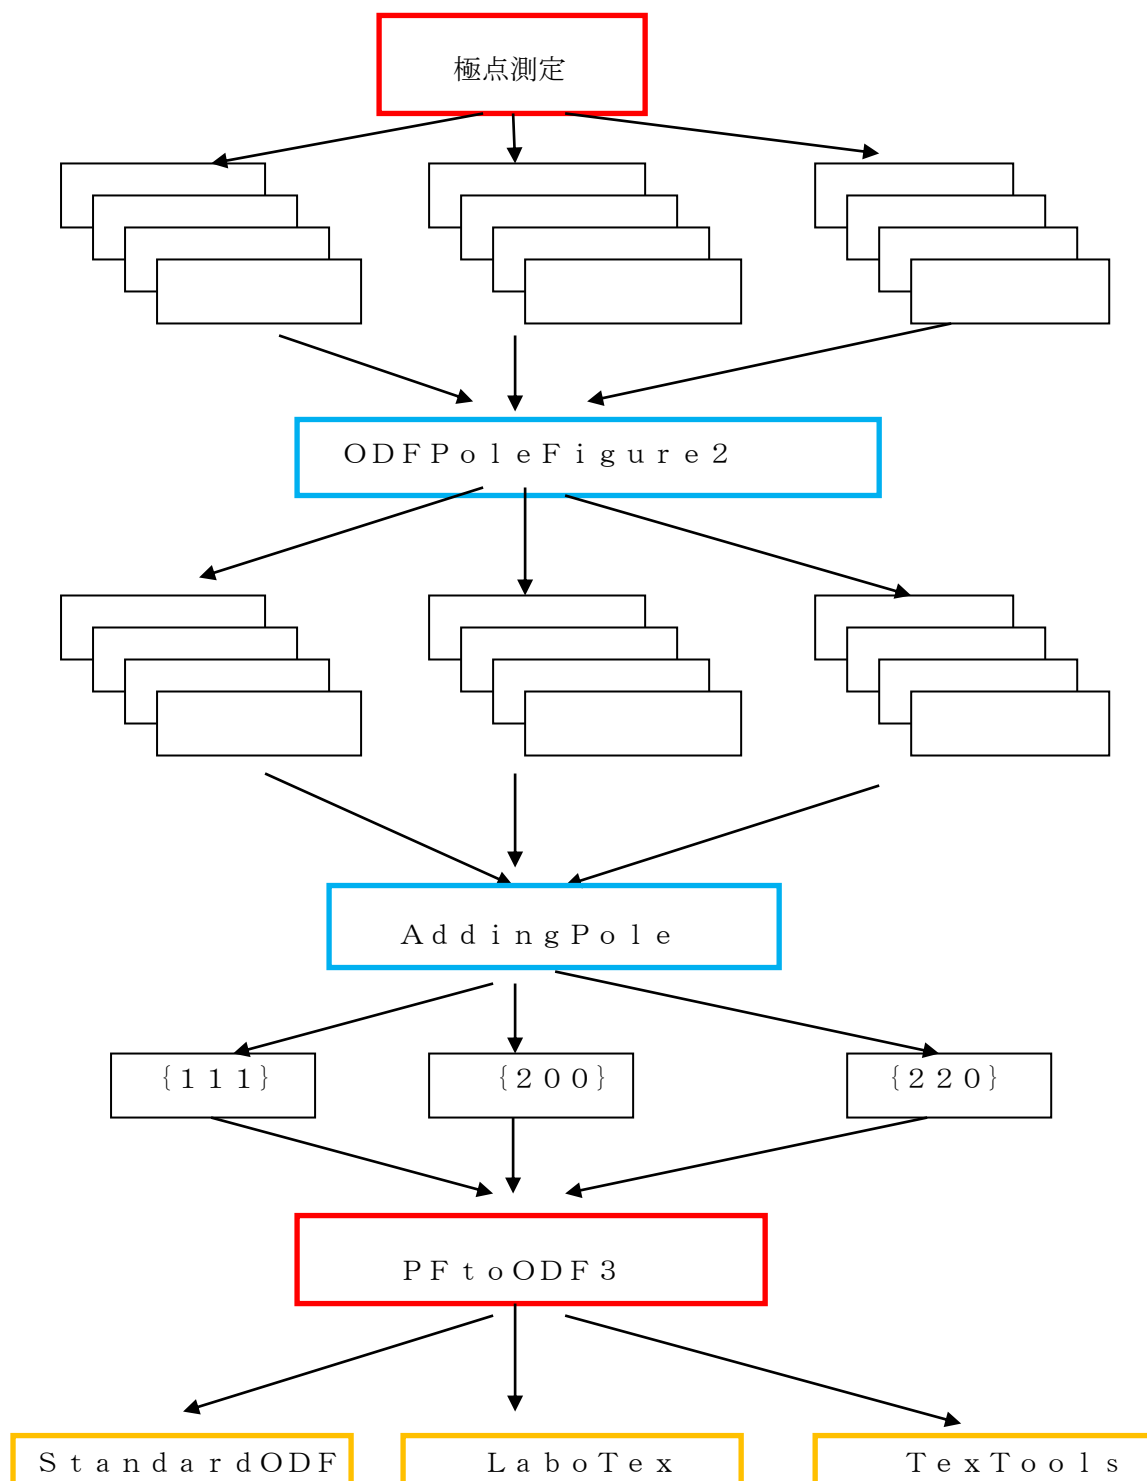 極点測定
ODFPoleFigure2
AddingPole
{111}
{200}
{220}
PFtoODF3
StandardODF
LaboTex
TexTools